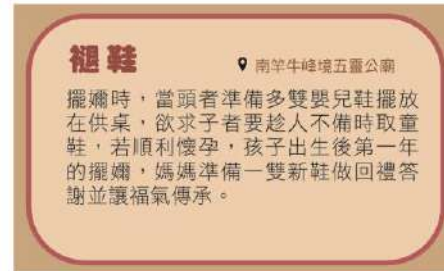 褪鞋
南竿牛峰境五靈公廟
擺嬭時，當頭者準備多雙嬰兒鞋擺放
在供桌，欲求子者要趁人不備時取童
鞋，若順利懷孕，孩子出生後第一年
的擺嬭，媽媽準備一雙新鞋做回禮答
謝並讓福氣傳承。